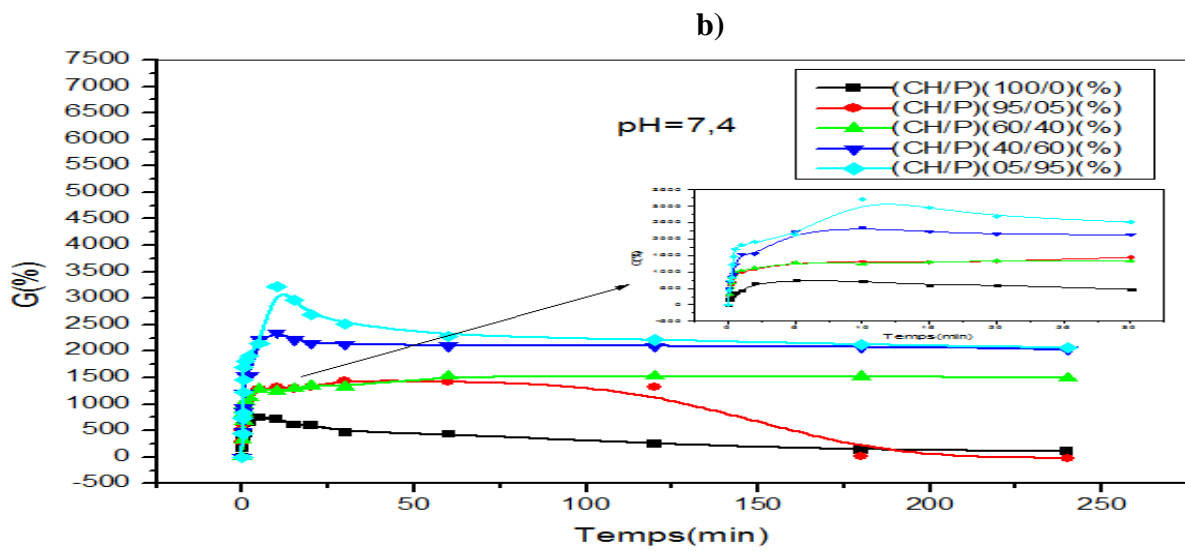 b)
7500
7000
6500
6000
5500
5000
4500
4000
3500
3000
2500
2000
1500
1000
500
0
-500
G(%)
(CH/P)(100/0)(%)
(CH/P)(95/05)(%)
(CH/P)(60/40)(%)
(CH/P)(40/60)(%)
(CH/P)(05/95)(%)
pH=7,4
Temps(min)
0 50 100 150 200 250
Temps(min)